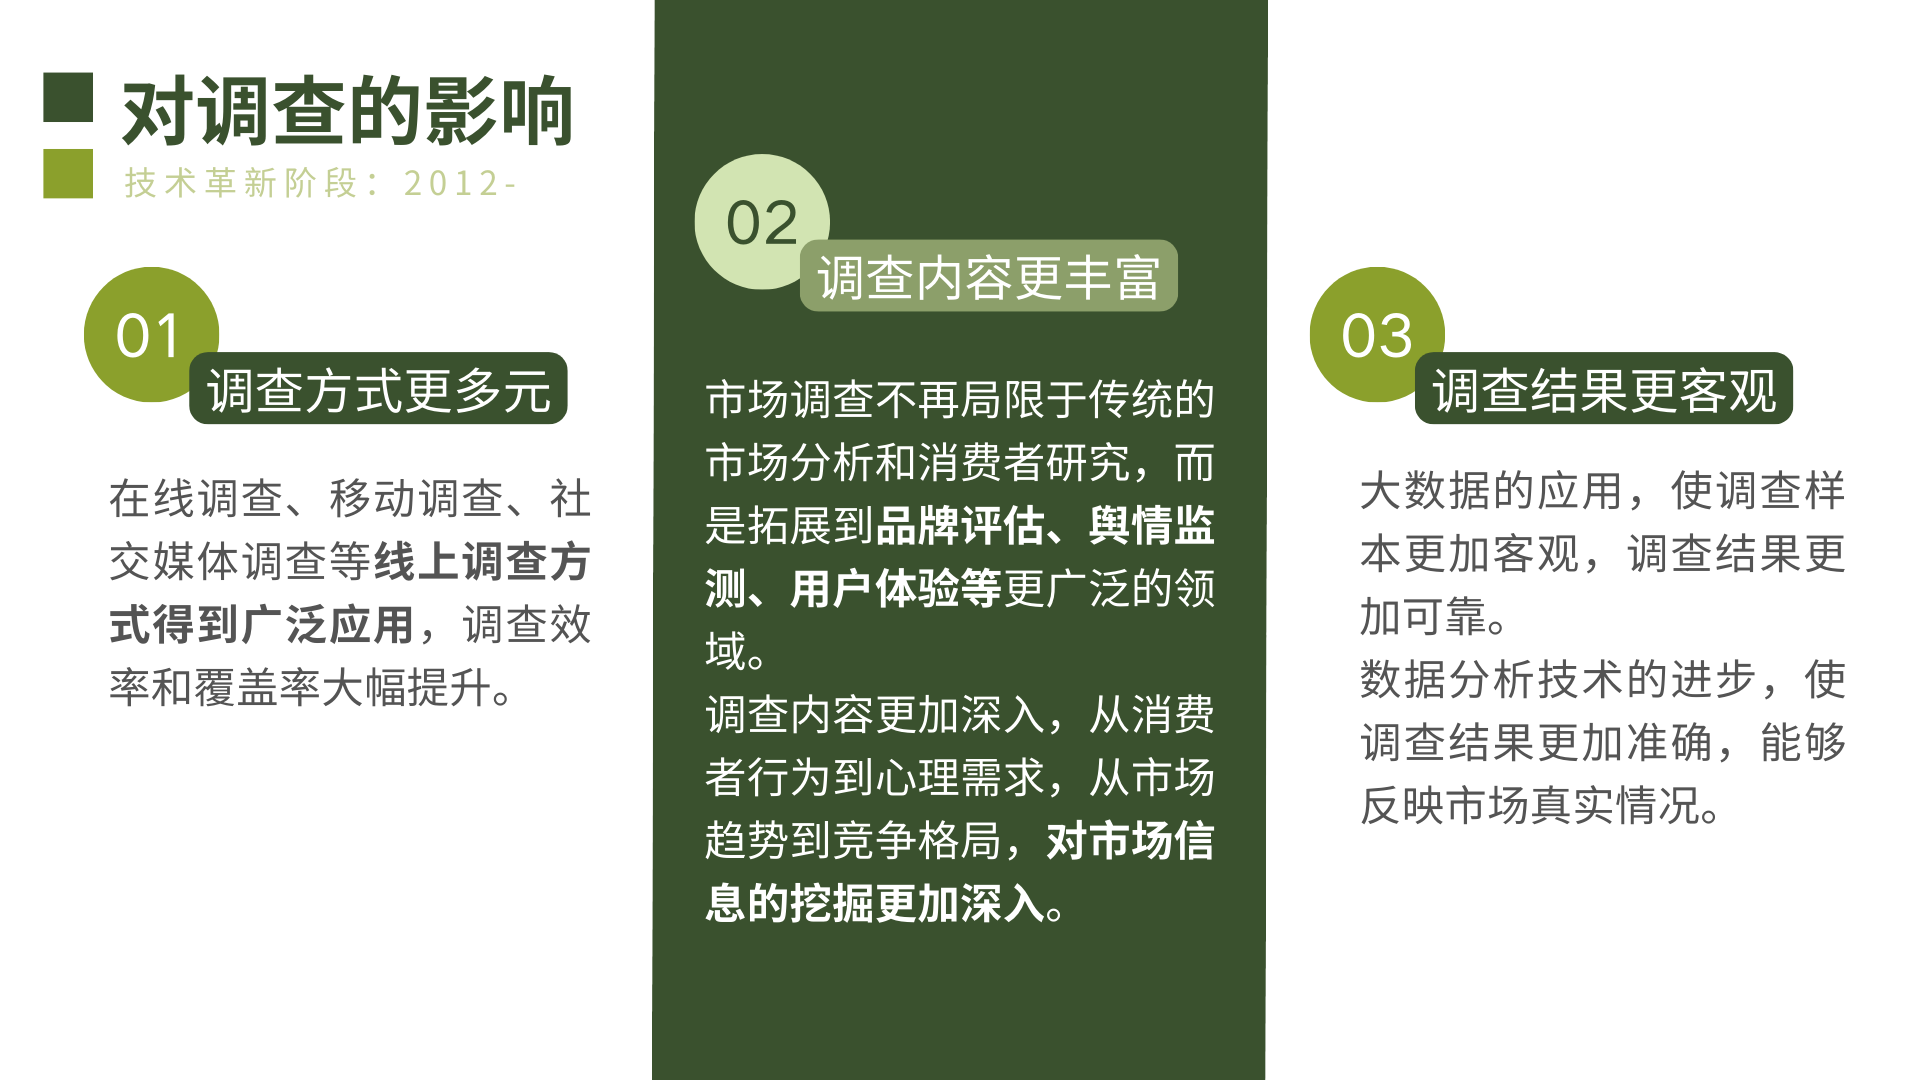 对调查的影响
技术革新阶段：2012-
01
调查方式更多元
在线调查、移动调查、社
交媒体调查等线上调查方
式得到广泛应用，调查效
率和覆盖率大幅提升。
02
调查内容更丰富
市场调查不再局限于传统的
市场分析和消费者研究，而
是拓展到品牌评估、舆情监
测、用户体验等更广泛的领
域。
调查内容更加深入，从消费
者行为到心理需求，从市场
趋势到竞争格局，对市场信
息的挖掘更加深入。
03
调查结果更客观
大数据的应用，使调查样
本更加客观，调查结果更
加可靠。
数据分析技术的进步，使
调查结果更加准确，能够
反映市场真实情况。